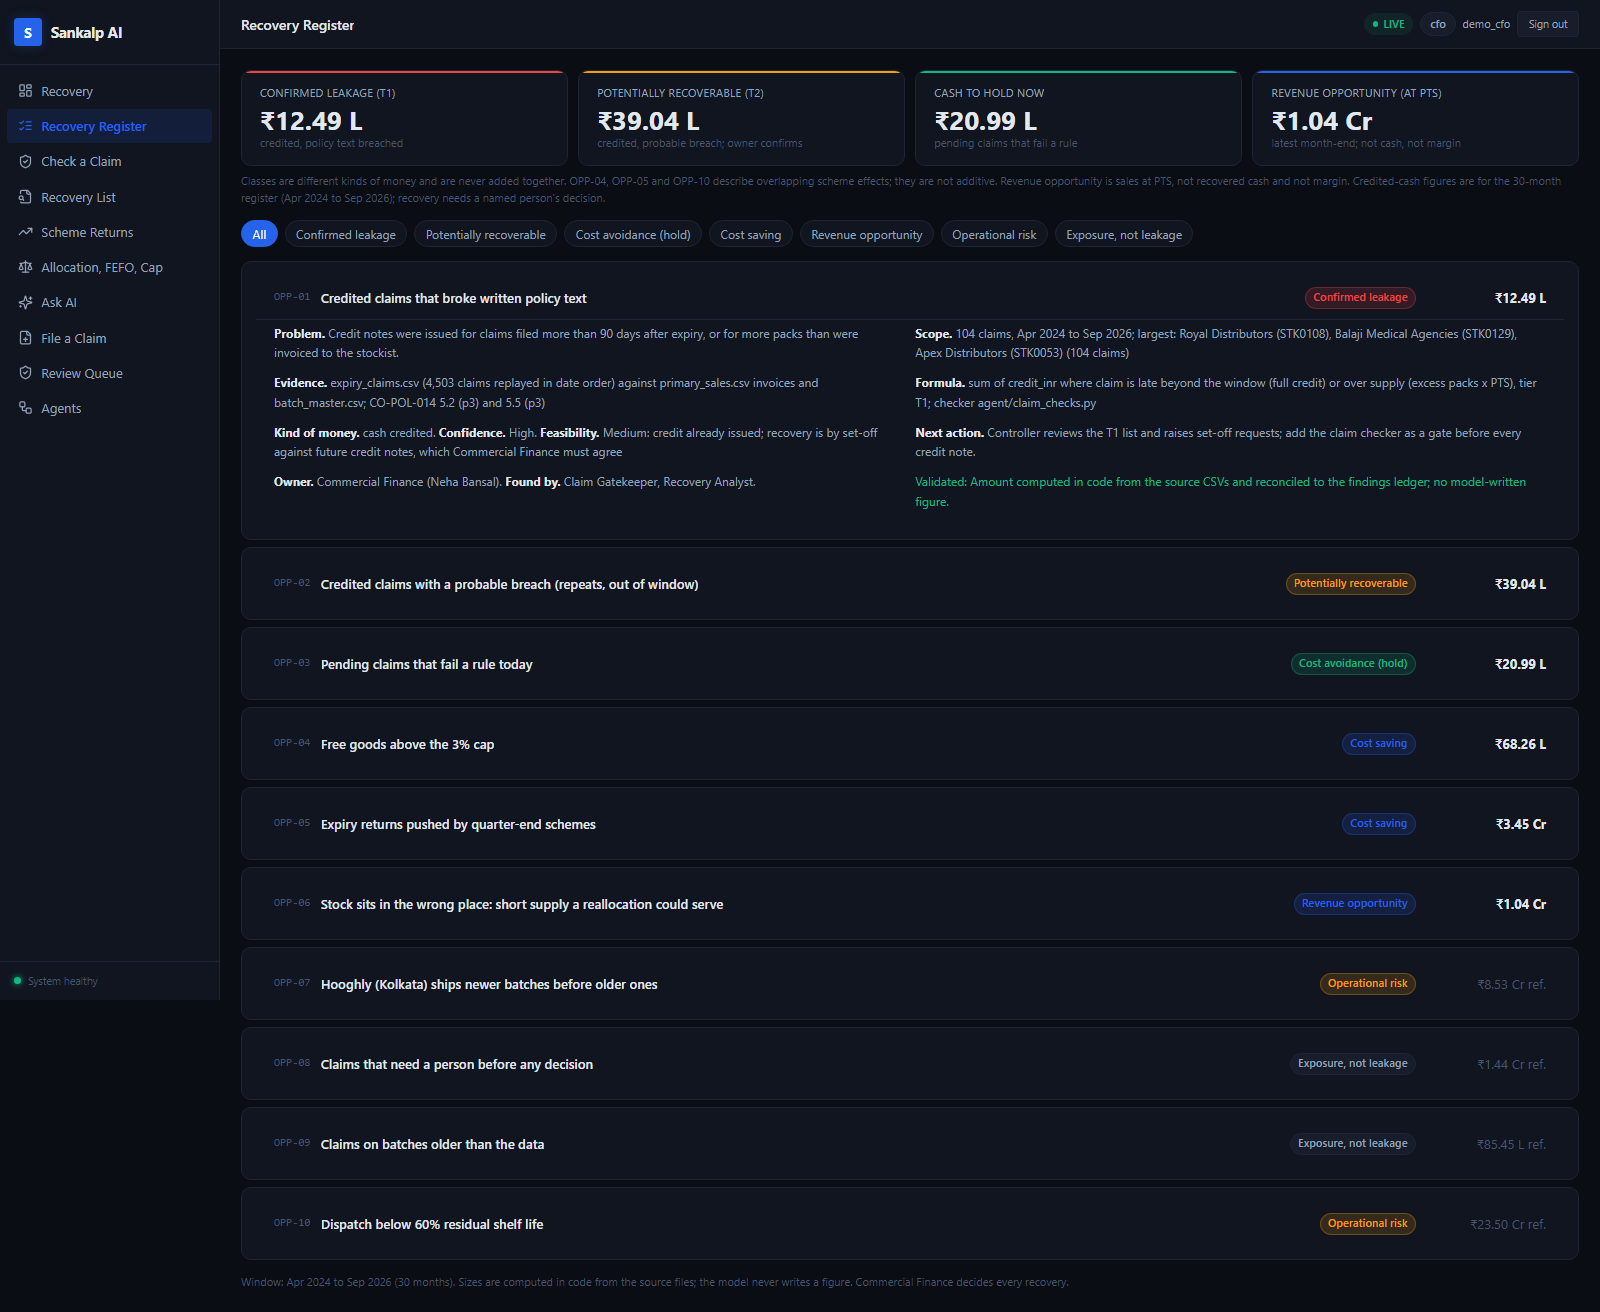 S Sankalp AI
Recovery Register
LIVE cfo demo_cfo Sign out
Recovery
Recovery Register
Check a Claim
Recovery List
Scheme Returns
Allocation, FEFO, Cap
Ask AI
File a Claim
Review Queue
Agents
System healthy
CONFIRMED LEAKAGE (T1)
₹12.49 L
credited, policy text breached
POTENTIALLY RECOVERABLE (T2)
₹39.04 L
credited, probable breach; owner confirms
CASH TO HOLD NOW
₹20.99 L
pending claims that fail a rule
REVENUE OPPORTUNITY (AT PTS)
₹1.04 Cr
latest month-end; not cash, not margin
Classes are different kinds of money and are never added together. OPP-04, OPP-05 and OPP-10 describe overlapping scheme effects; they are not additive. Revenue opportunity is sales at PTS, not recovered cash and not margin. Credited-cash figures are for the 30-month
register (Apr 2024 to Sep 2026); recovery needs a named person's decision.
All Confirmed leakage Potentially recoverable Cost avoidance (hold) Cost saving Revenue opportunity Operational risk Exposure, not leakage
OPP-01 Credited claims that broke written policy text Confirmed leakage ₹12.49 L
Problem. Credit notes were issued for claims filed more than 90 days after expiry, or for more packs than were
invoiced to the stockist.
Evidence. expiry_claims.csv (4,503 claims replayed in date order) against primary_sales.csv invoices and
batch_master.csv; CO-POL-014 5.2 (p3) and 5.5 (p3)
Kind of money. cash credited. Confidence. High. Feasibility. Medium: credit already issued; recovery is by set-off
against future credit notes, which Commercial Finance must agree
Owner. Commercial Finance (Neha Bansal). Found by. Claim Gatekeeper, Recovery Analyst.
Scope. 104 claims, Apr 2024 to Sep 2026; largest: Royal Distributors (STK0108), Balaji Medical Agencies (STK0129),
Apex Distributors (STK0053) (104 claims)
Formula. sum of credit_inr where claim is late beyond the window (full credit) or over supply (excess packs x PTS), tier
T1; checker agent/claim_checks.py
Next action. Controller reviews the T1 list and raises set-off requests; add the claim checker as a gate before every
credit note.
Validated: Amount computed in code from the source CSVs and reconciled to the findings ledger; no model-written
figure.
OPP-02 Credited claims with a probable breach (repeats, out of window) Potentially recoverable ₹39.04 L
OPP-03 Pending claims that fail a rule today Cost avoidance (hold) ₹20.99 L
OPP-04 Free goods above the 3% cap Cost saving ₹68.26 L
OPP-05 Expiry returns pushed by quarter-end schemes Cost saving ₹3.45 Cr
OPP-06 Stock sits in the wrong place: short supply a reallocation could serve Revenue opportunity ₹1.04 Cr
OPP-07 Hooghly (Kolkata) ships newer batches before older ones Operational risk ₹8.53 Cr ref.
OPP-08 Claims that need a person before any decision Exposure, not leakage ₹1.44 Cr ref.
OPP-09 Claims on batches older than the data Exposure, not leakage ₹85.45 L ref.
OPP-10 Dispatch below 60% residual shelf life Operational risk ₹23.50 Cr ref.
Window: Apr 2024 to Sep 2026 (30 months). Sizes are computed in code from the source files; the model never writes a figure. Commercial Finance decides every recovery.